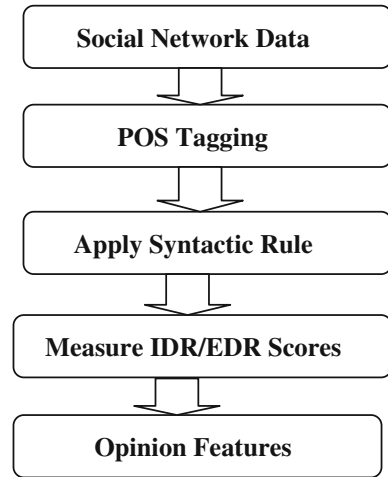 Social Network Data
POS Tagging
Apply Syntactic Rule
Measure IDR/EDR Scores
Opinion Features